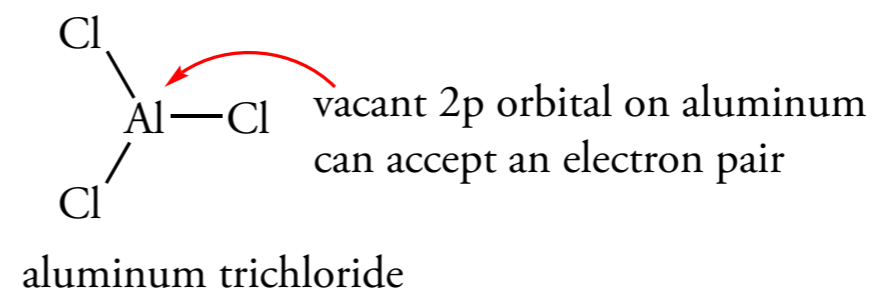 Cl
Al
Cl
vacant 2p orbital on aluminum
can accept an electron pair
Cl
aluminum trichloride